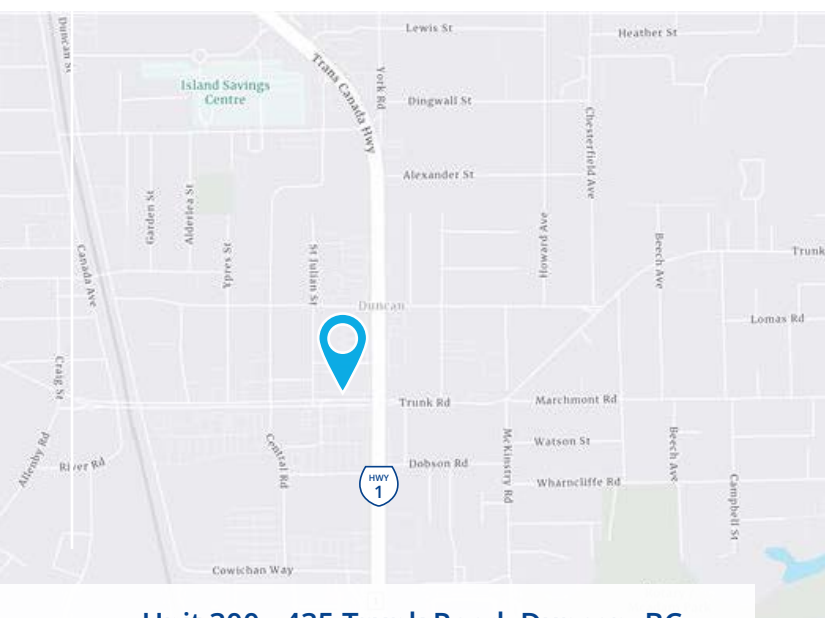 Lewis St
Heather St
Duncan St
Trans Canada Hwy
York Rd
Island Savings
Centre
Dingwall St
Chesterfield Ave
Alexander St
Garden St
Alderlea St
Ypres St
St Julian St
Howard Ave
Beech Ave
Trunk
Canada Ave
Duncan
Lomas Rd
Craig St
Trunk Rd
Marchmont Rd
Allenby Rd
River Rd
Central Rd
Dobson Rd
McKinstry Rd
Watson St
Beech Ave
Wharncliffe Rd
Campbell St
HWY
1
Cowichan Way